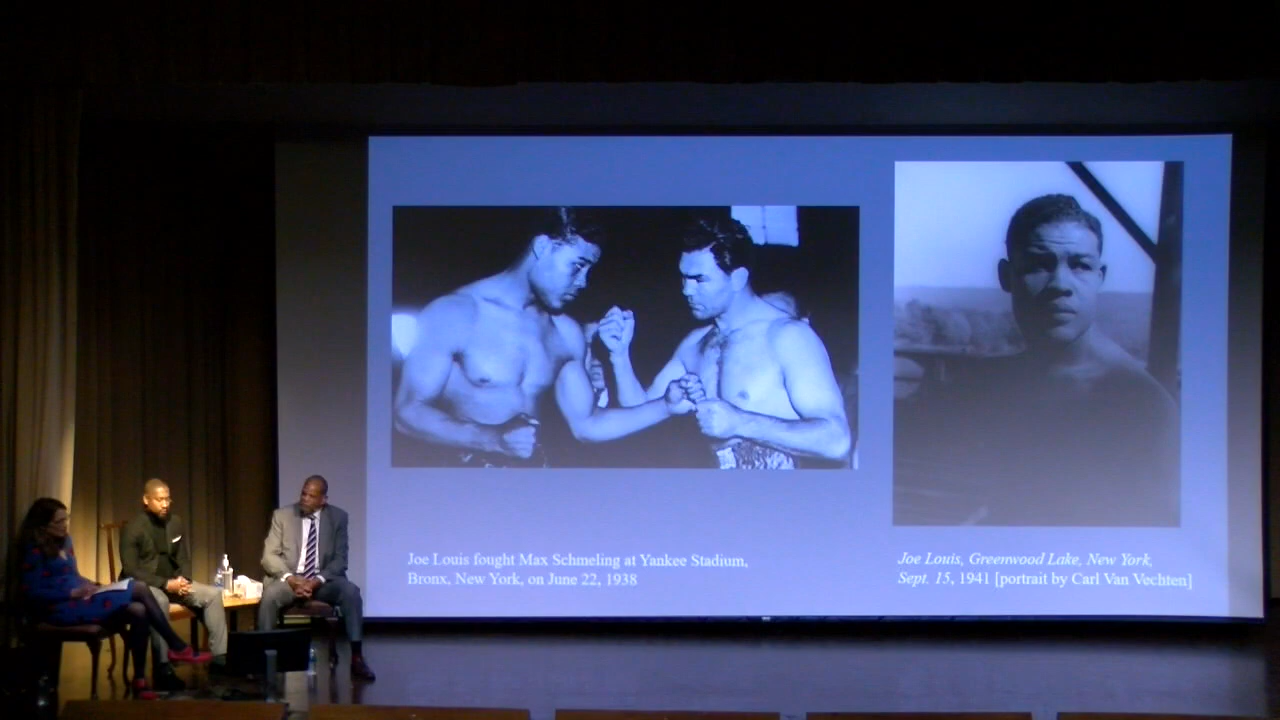 Joe Louis fought Max Schmeling at Yankee Stadium,
Bronx, New York, on June 22, 1938
Joe Louis, Greenwood Lake, New York,
Sept. 15, 1941 [portrait by Carl Van Vechten]